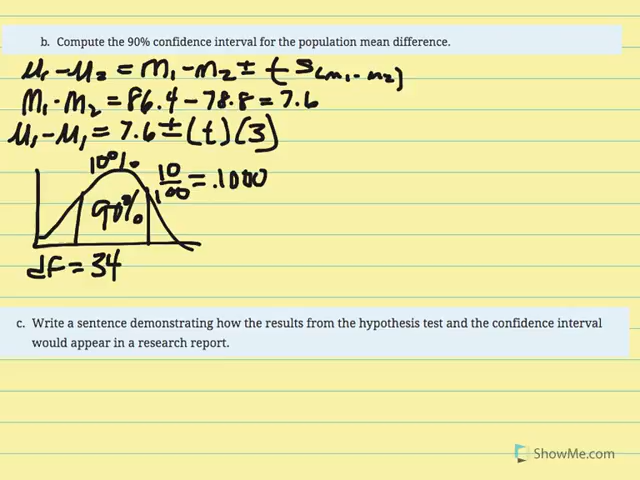 b. Compute the 90% confidence interval for the population mean difference.
μ₁ - μ₂ = M₁ - M₂ ± t S(M₁ - M₂)
M₁ - M₂ = 86.4 - 78.8 = 7.6
μ₁ - μ₁ = 7.6 ± (t)(3)
10%
10/100 = .1000
90%
df = 34
c. Write a sentence demonstrating how the results from the hypothesis test and the confidence interval
would appear in a research report.
ShowMe.com